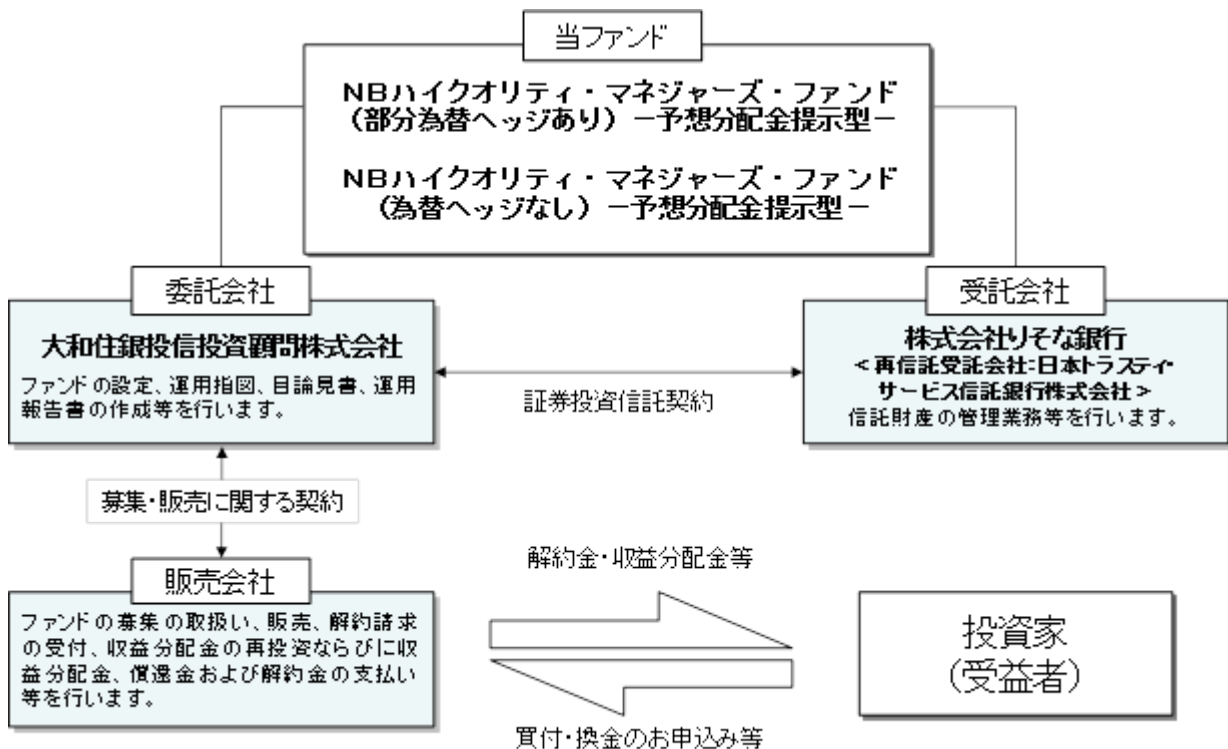 当ファンド
NBハイクオリティ・マネジャーズ・ファンド
(部分為替ヘッジあり)ー予想分配金提示型ー
NBハイクオリティ・マネジャーズ・ファンド
(為替ヘッジなし)ー予想分配金提示型ー
委託会社
大和住銀投信投資顧問株式会社
ファンドの設定、運用指図、目論見書、運用
報告書の作成等を行います。
証券投資信託契約
受託会社
株式会社りそな銀行
<再信託受託会社:日本トラスティ・
サービス信託銀行株式会社>
信託財産の管理業務等を行います。
募集・販売に関する契約
販売会社
ファンドの募集の取扱い、販売、解約請求
の受付、収益分配金の再投資ならびに収
益分配金、償還金および解約金の支払い
等を行います。
解約金・収益分配金等
買付・換金のお申込み等
投資家
(受益者)